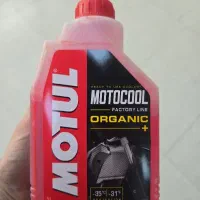 MOTUL
MOTOCOOL
FACTORY LINE
ORGANIC
+
-35°C -31°F